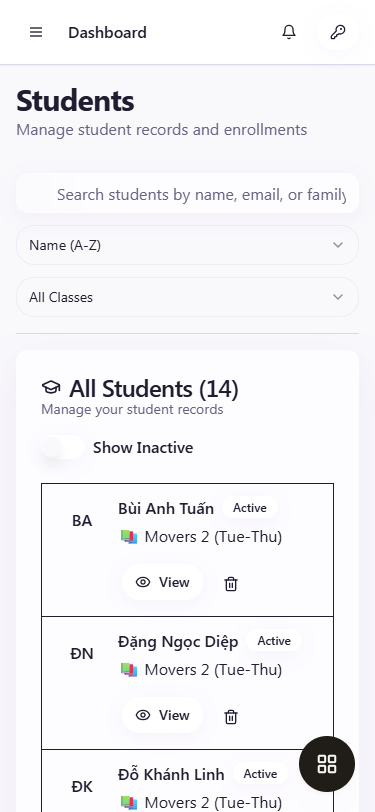 Dashboard
Students
Manage student records and enrollments
Search students by name, email, or family
Name (A-Z)
All Classes
All Students (14)
Manage your student records
Show Inactive
BA
Bùi Anh Tuấn Active
Movers 2 (Tue-Thu)
View
ĐN
Đặng Ngọc Diệp Active
Movers 2 (Tue-Thu)
View
ĐK
Đỗ Khánh Linh Active
Movers 2 (Tue-Thu)